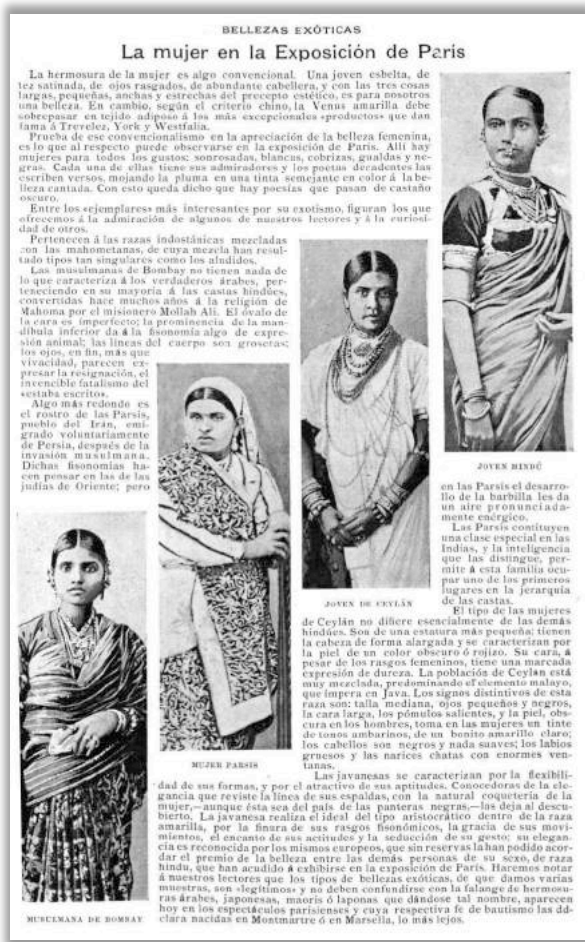 BELLEZAS EXÓTICAS
La mujer en la Exposición de París
La hermosura de la mujer es algo convencional. Una joven esbelta, de
tez satinada, de ojos rasgados, de abundante cabellera, y con las tres cosas
largas, pequeñas, anchas y estrechas del precepto estético, es para nosotros
una belleza. En cambio, según el criterio chino, la Venus amarilla debe
sobrepasar en tejido adiposo á los más excepcionales «productos» que dan
fama á Trevelez, York y Westfalia.
Prueba de ese convencionalismo en la apreciación de la belleza femenina,
es lo que al respecto puede observarse en la exposición de París. Allí hay
mujeres para todos los gustos: sonrosadas, blancas, cobrizas, gualdas y ne-
gras. Cada una de ellas tiene sus admiradores y los poetas decadentes las
escriben versos, mojando la pluma en una tinta semejante en color á la be-
lleza cantada. Con esto queda dicho que hay poesías que pasan de castaño
oscuro.
Entre los «ejemplares» más interesantes por su exotismo, figuran los que
ofrecemos á la admiración de algunos de nuestros lectores y á la curiosi-
dad de otros.
Pertenecen á las razas indostánicas mezcladas
con las mahometanas, de cuya mezcla han resul-
tado tipos tan singulares como los aludidos.
Las musulmanas de Bombay no tienen nada de
lo que caracteriza á los verdaderos árabes, per-
teneciendo en su mayoría á las castas hindúes,
convertidas hace muchos años á la religión de
Mahoma por el misionero Mollah Ali. El óvalo de
la cara es imperfecto; la prominencia de la man-
díbula inferior da á la fisonomía algo de expre-
sión animal; las líneas del cuerpo son groseras;
los ojos, en fin, más que
vivacidad, parecen ex-
presar la resignación, el
invencible fatalismo del
«estaba escrito».
Algo más redondo es
el rostro de las Parsis,
pueblo del Irán, emi-
grado voluntariamente
de Persia, después de la
invasión musulmana.
Dichas fisonomías ha-
cen pensar en las de las
judías de Oriente; pero
JOVEN HINDÚ
en las Parsis el desarro-
llo de la barbilla les da
un aire pronunciada-
mente enérgico.
Las Parsis contituyen
una clase especial en las
Indias, y la inteligencia
que las distingue, per-
mite á esta familia ocu-
par uno de los primeros
lugares en la jerarquía
de las castas.
JOVEN DE CEYLÁN
El tipo de las mujeres
de Ceylán no difiere esencialmente de las demás
hindúes. Son de una estatura más pequeña; tienen
la cabeza de forma alargada y se caracterizan por
la piel de un color obscuro ó rojizo. Su cara, á
pesar de los rasgos femeninos, tiene una marcada
expresión de dureza. La población de Ceylán está
muy mezclada, predominando el elemento malayo,
que impera en Java. Los signos distintivos de esta
raza son: talla mediana, ojos pequeños y negros,
la cara larga, los pómulos salientes, y la piel, obs-
cura en los hombres, toma en las mujeres un tinte
de tonos ambarinos, de un bonito amarillo claro;
los cabellos son negros y nada suaves; los labios
gruesos y las narices chatas con enormes ven-
tanas.
MUJER PARSIS
Las javanesas se caracterizan por la flexibili-
dad de sus formas, y por el atractivo de sus aptitudes. Conocedoras de la ele-
gancia que reviste la línea de sus espaldas, con la natural coquetería de la
mujer,—aunque ésta sea del país de las panteras negras,—las deja al descu-
bierto. La javanesa realiza el ideal del tipo aristocrático dentro de la raza
amarilla, por la finura de sus rasgos fisonómicos, la gracia de sus movi-
mientos, el encanto de sus actitudes y la seducción de su gesto; su elegan-
cia es reconocida por los mismos europeos, que sin reservas la han podido acor-
dar el premio de la belleza entre las demás personas de su sexo, de raza
hindu, que han acudido á exhibirse en la exposición de París. Haremos notar
á nuestros lectores que los tipos de bellezas exóticas, de que damos varias
muestras, son «legítimos» y no deben confundirse con la falange de hermosu-
ras árabes, japonesas, maorís ó laponas que dándose tal nombre, aparecen
hoy en los espectáculos parisienses y cuya respectiva fe de bautismo las de-
clara nacidas en Montmartre ó en Marsella, lo más lejos.
MUSULMANA DE BOMBAY